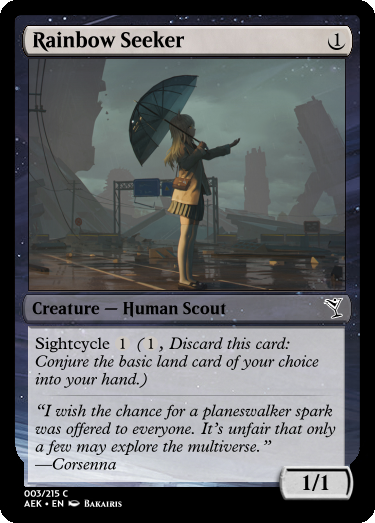 Rainbow Seeker 1
Creature — Human Scout
Sightcycle 1 (1, Discard this card:
Conjure the basic land card of your choice
into your hand.)
“I wish the chance for a planeswalker spark
was offered to everyone. It’s unfair that only
a few may explore the multiverse.”
—Corsenna
1/1
003/215 C
AEK • EN Bakairis